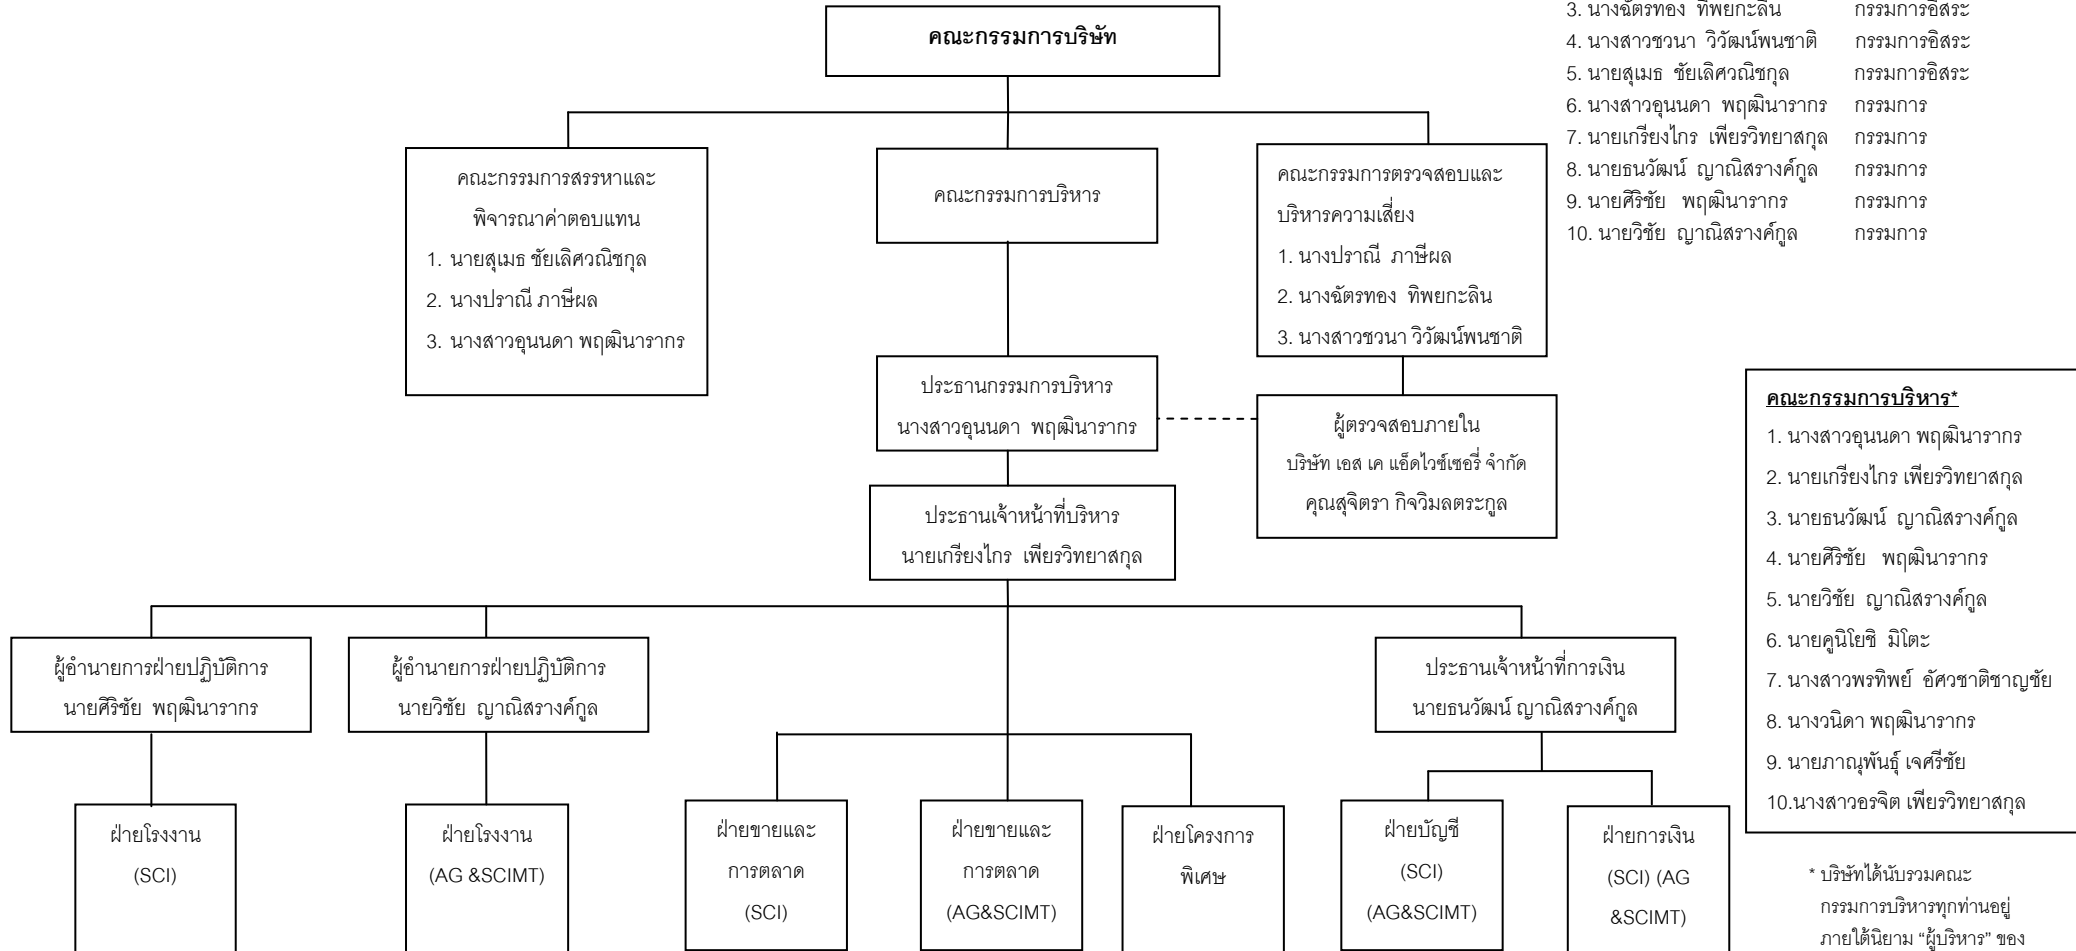 คณะกรรมการบริษัท
3. นางฉัตรทอง ทิพยกะลิน กรรมการอิสระ
4. นางสาวชวนา วิวัฒน์พนชาติ กรรมการอิสระ
5. นายสุเมธ ชัยเลิศวณิชกุล กรรมการอิสระ
6. นางสาวอุนนดา พฤฒินารากร กรรมการ
7. นายเกรียงไกร เพียรวิทยาสกุล กรรมการ
8. นายธนวัฒน์ ญาณิสรางค์กูล กรรมการ
9. นายศิริชัย พฤฒินารากร กรรมการ
10. นายวิชัย ญาณิสรางค์กูล กรรมการ
คณะกรรมการสรรหาและ
พิจารณาค่าตอบแทน
1. นายสุเมธ ชัยเลิศวณิชกุล
2. นางปราณี ภาษีผล
3. นางสาวอุนนดา พฤฒินารากร
คณะกรรมการบริหาร
คณะกรรมการตรวจสอบและ
บริหารความเสี่ยง
1. นางปราณี ภาษีผล
2. นางฉัตรทอง ทิพยกะลิน
3. นางสาวชวนา วิวัฒน์พนชาติ
ประธานกรรมการบริหาร
นางสาวอุนนดา พฤฒินารากร
ผู้ตรวจสอบภายใน
บริษัท เอส เค แอ็ดไวซ์เซอรี่ จำกัด
คุณสุจิตรา กิจวิมลตระกูล
ประธานเจ้าหน้าที่บริหาร
นายเกรียงไกร เพียรวิทยาสกุล
คณะกรรมการบริหาร*
1. นางสาวอุนนดา พฤฒินารากร
2. นายเกรียงไกร เพียรวิทยาสกุล
3. นายธนวัฒน์ ญาณิสรางค์กูล
4. นายศิริชัย พฤฒินารากร
5. นายวิชัย ญาณิสรางค์กูล
6. นายคูนิโยชิ มิโตะ
7. นางสาวพรทิพย์ อัศวชาติชาญชัย
8. นางวนิดา พฤฒินารากร
9. นายภาณุพันธุ์ เจศรีชัย
10.นางสาวอรจิต เพียรวิทยาสกุล
ผู้อำนายการฝ่ายปฏิบัติการ
นายศิริชัย พฤฒินารากร
ผู้อำนายการฝ่ายปฏิบัติการ
นายวิชัย ญาณิสรางค์กูล
ประธานเจ้าหน้าที่การเงิน
นายธนวัฒน์ ญาณิสรางค์กูล
ฝ่ายโรงงาน
(SCI)
ฝ่ายโรงงาน
(AG &SCIMT)
ฝ่ายขายและ
การตลาด
(SCI)
ฝ่ายขายและ
การตลาด
(AG&SCIMT)
ฝ่ายโครงการ
พิเศษ
ฝ่ายบัญชี
(SCI)
(AG&SCIMT)
ฝ่ายการเงิน
(SCI) (AG
&SCIMT)
* บริษัทได้นับรวมคณะ
กรรมการบริหารทุกท่านอยู่
ภายใต้นิยาม “ผู้บริหาร” ของ